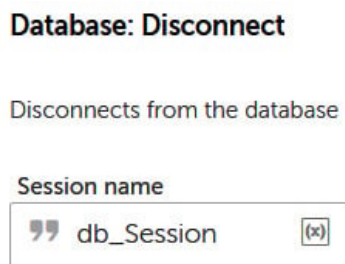 Database: Disconnect
Disconnects from the database
Session name
❞ db_Session (x)